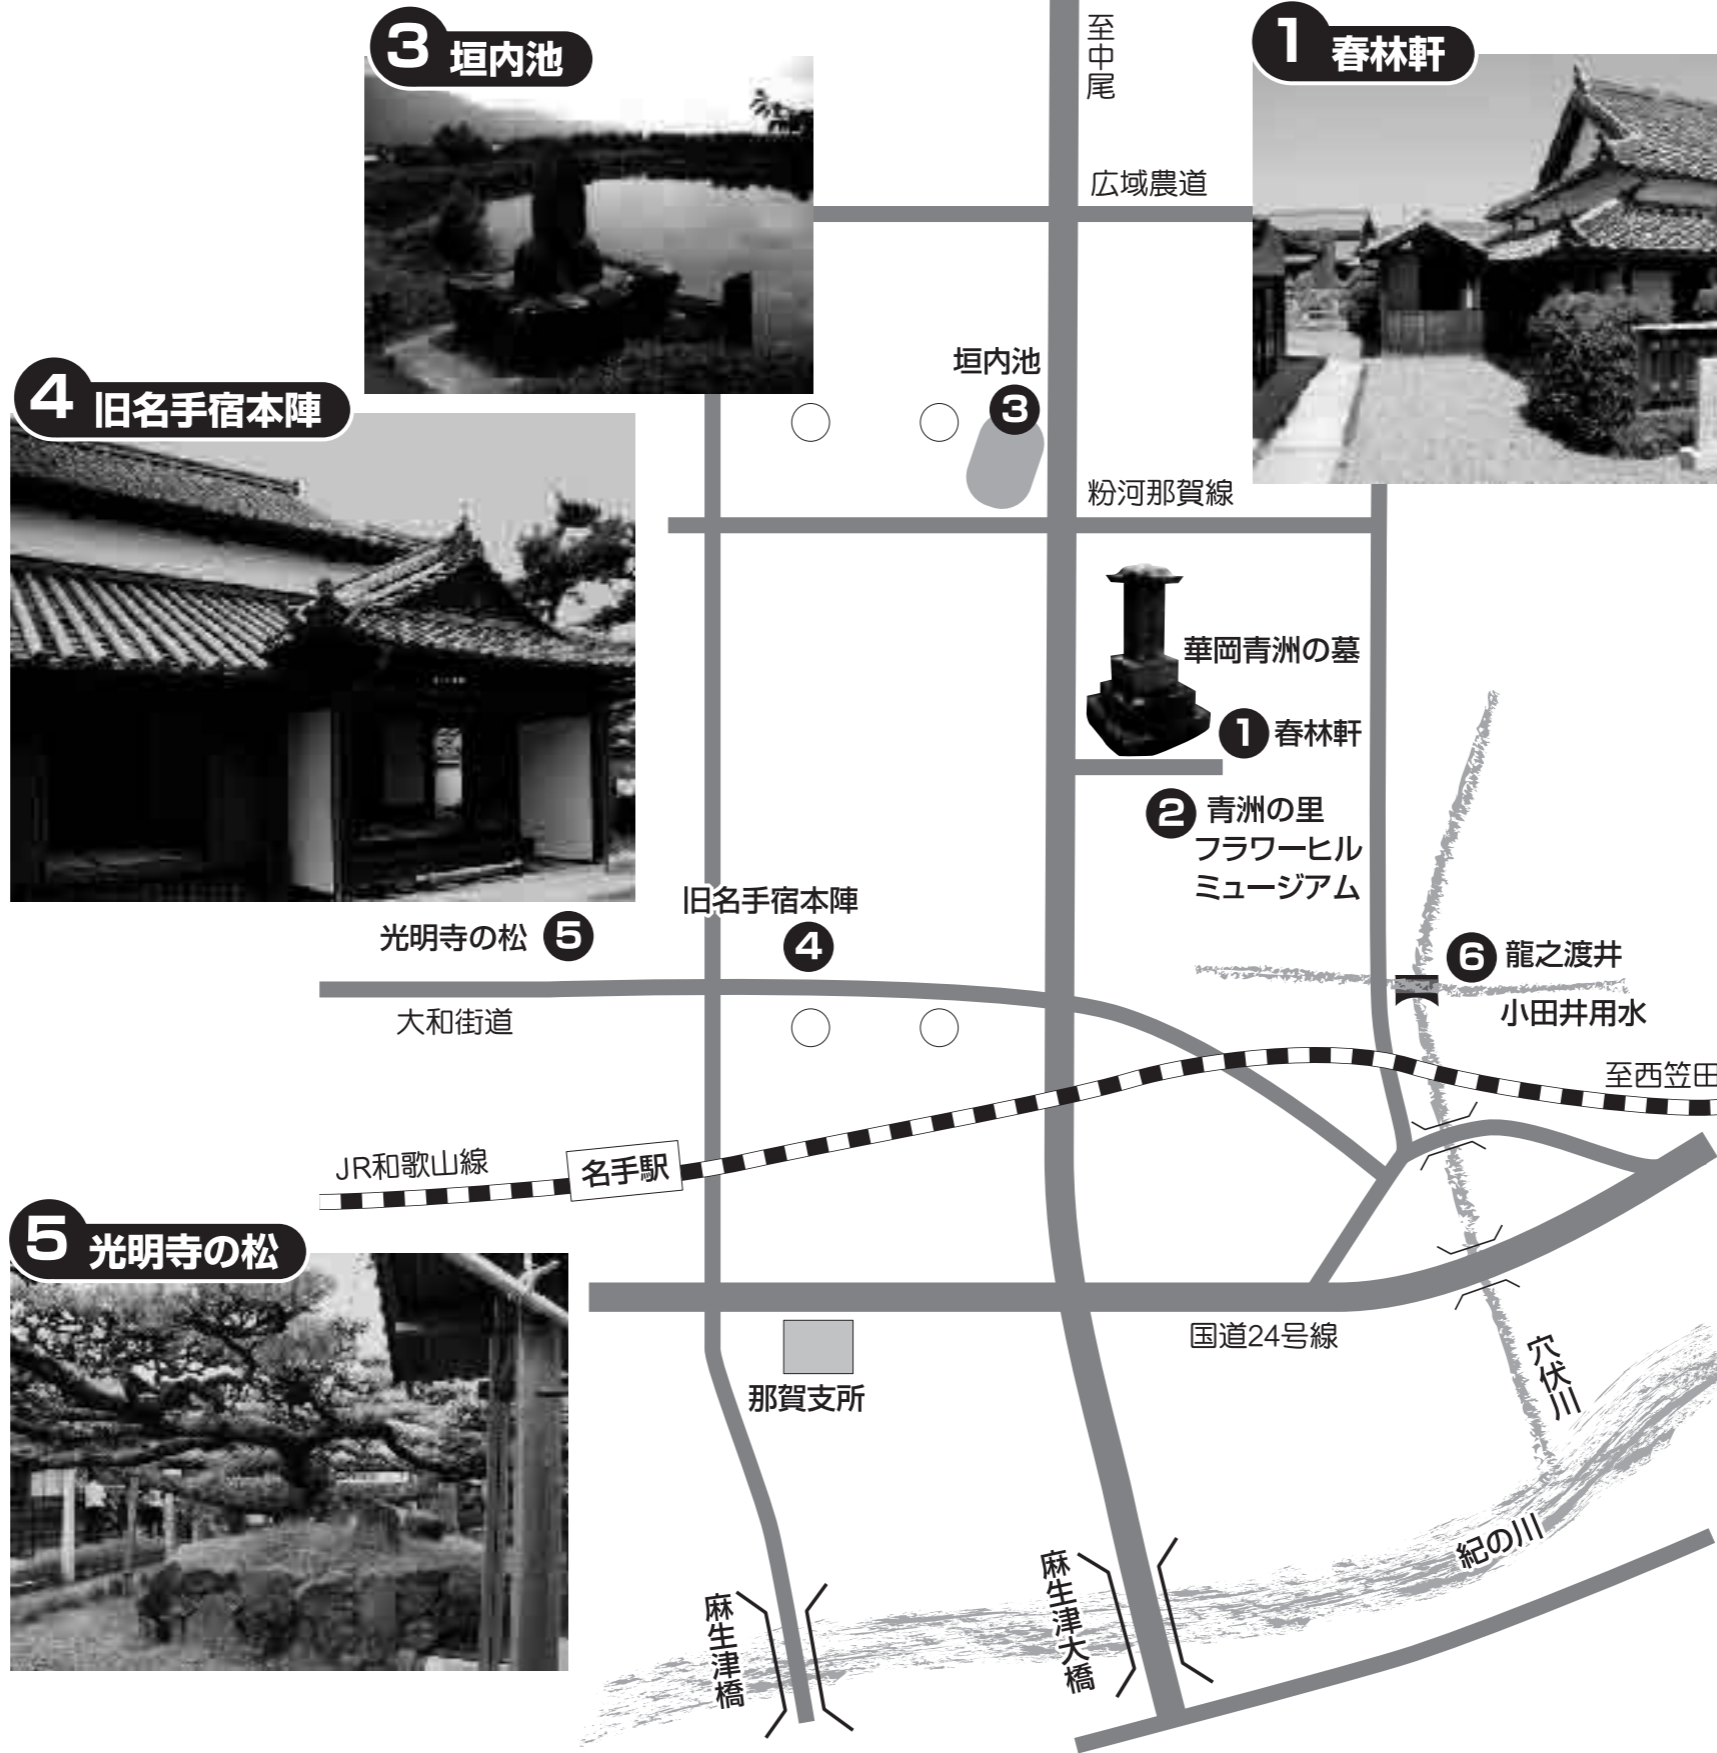 3 垣内池
1 春林軒
至中尾
広域農道
垣内池
3
4 旧名手宿本陣
粉河那賀線
華岡青洲の墓
1 春林軒
2 青洲の里
フラワーヒル
ミュージアム
旧名手宿本陣
4
光明寺の松 5
大和街道
6 龍之渡井
小田井用水
至西笠田
JR和歌山線
名手駅
5 光明寺の松
国道24号線
那賀支所
穴伏川
紀の川
麻生津橋
麻生津大橋